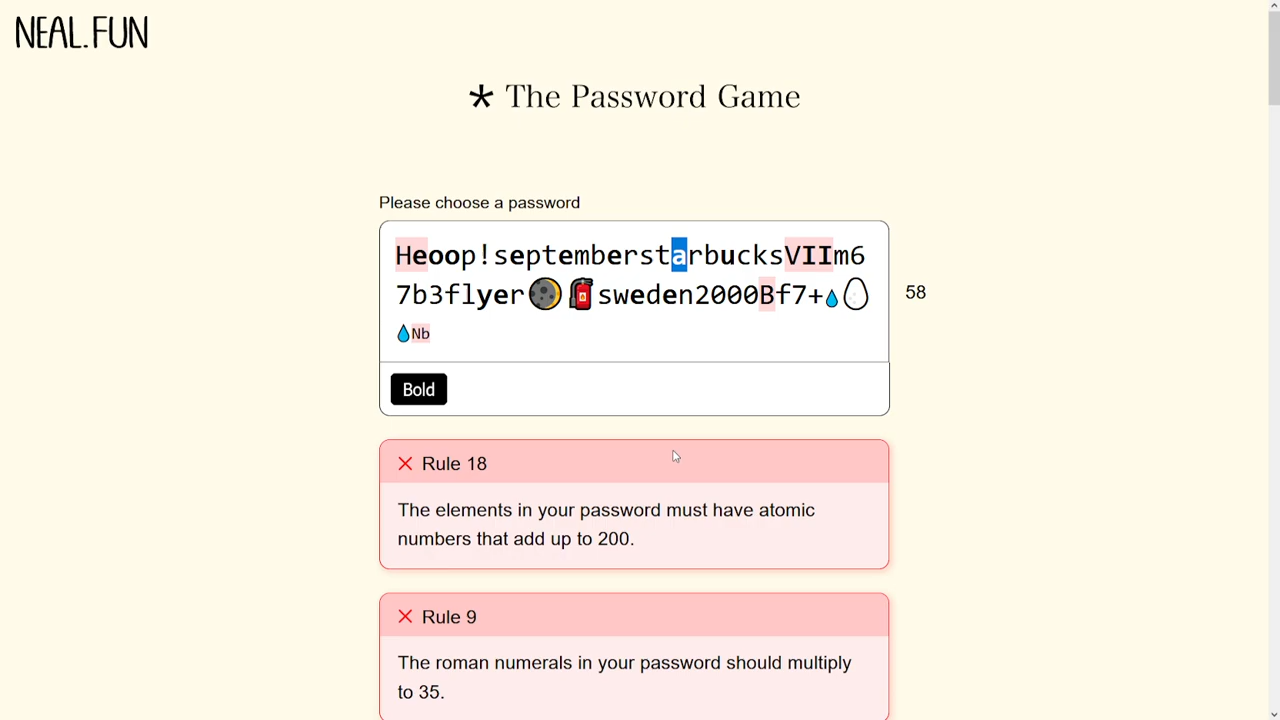 NEAL.FUN
* The Password Game
Please choose a password
Heoop!septemberstarbucksVIIm6
7b3flyer🌖🧯sweden2000Bf7+💧🥚
💧Nb
58
Bold
Rule 18
The elements in your password must have atomic
numbers that add up to 200.
Rule 9
The roman numerals in your password should multiply
to 35.